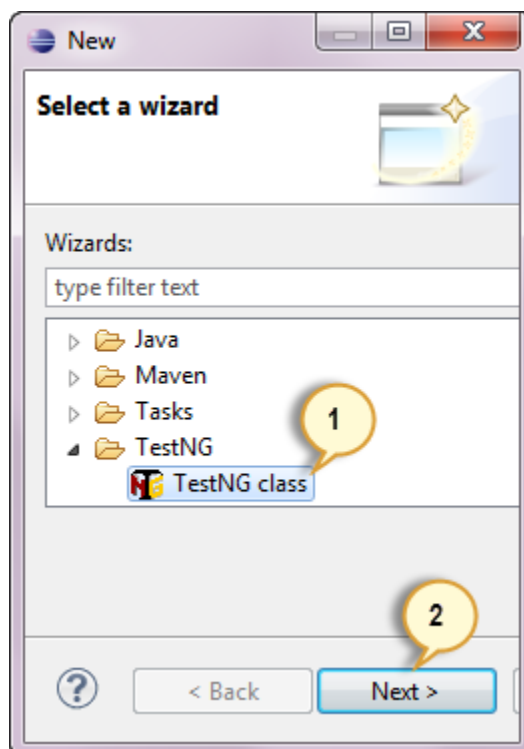 New
Select a wizard
Wizards:
type filter text
Java
Maven
Tasks
1
TestNG
TestNG class
2
?
< Back
Next >